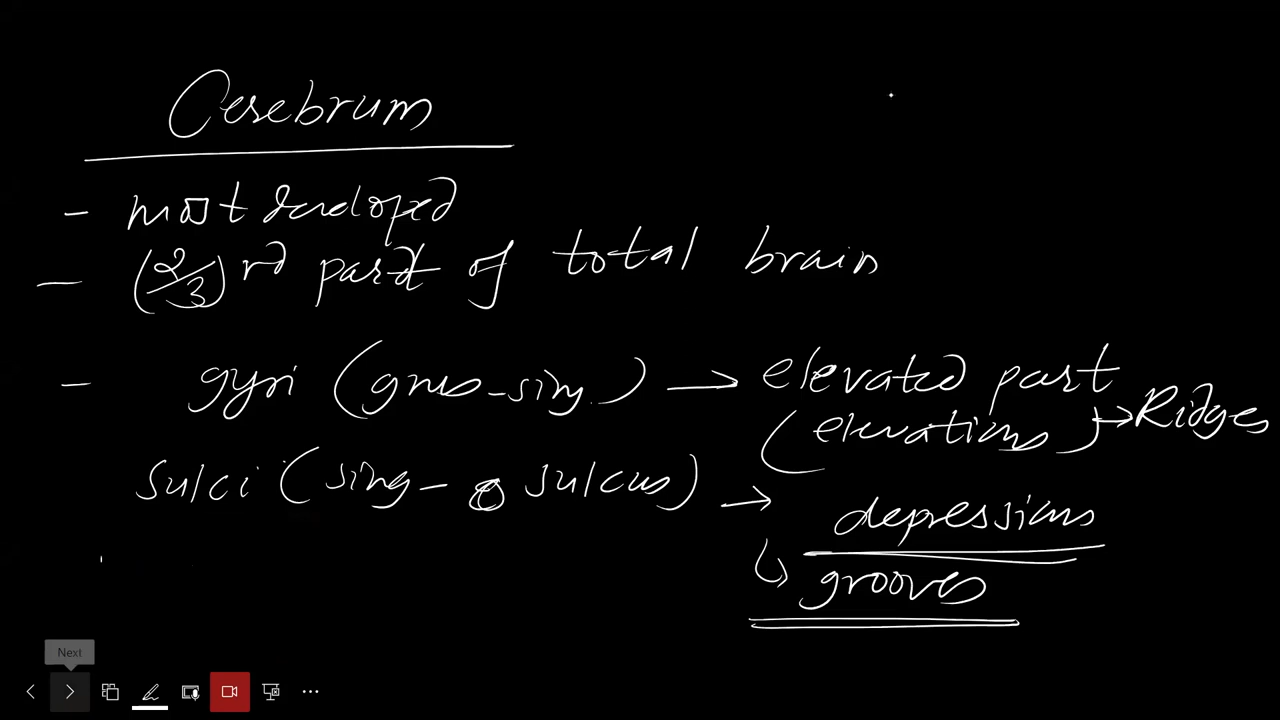 Cerebrum
- most developed
- (2/3)rd part of total brain
- gyri (gyrus - sing.) → elevated part
(elevations) → Ridges
sulci (sing - sulcus) →
depressions
↳ grooves
Next